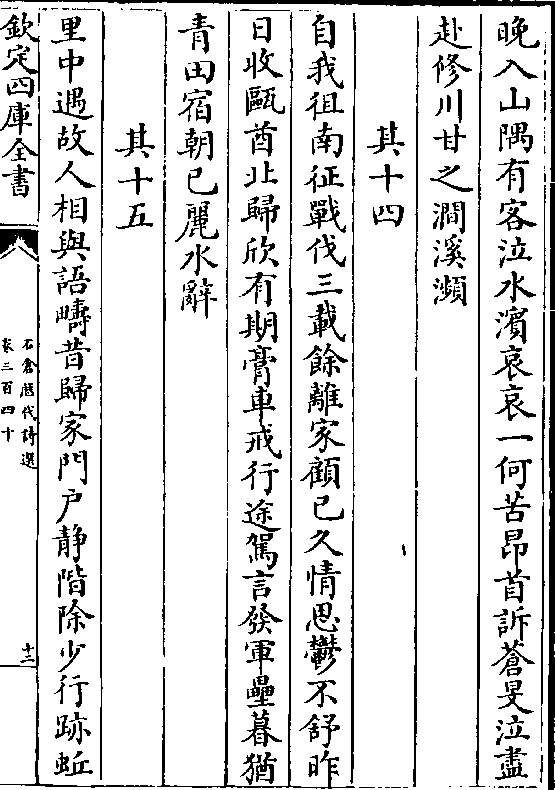 晚入山隅有客泣水濵哀哀一何苦昂首訴蒼旻泣盡
赴修川甘之澗溪瀕
其十四
自我徂南征戰伐三載餘離家顧已久情思鬱不舒昨
日收甌酋北歸欣有期膏車戒行途駕言發軍壘暮猶
青田宿朝已麗水辭
其十五
里中遇故人相與語疇昔歸家門户静階除少行跡蚯
欽定四庫全書
石倉歴代詩選
卷三百四十
十二